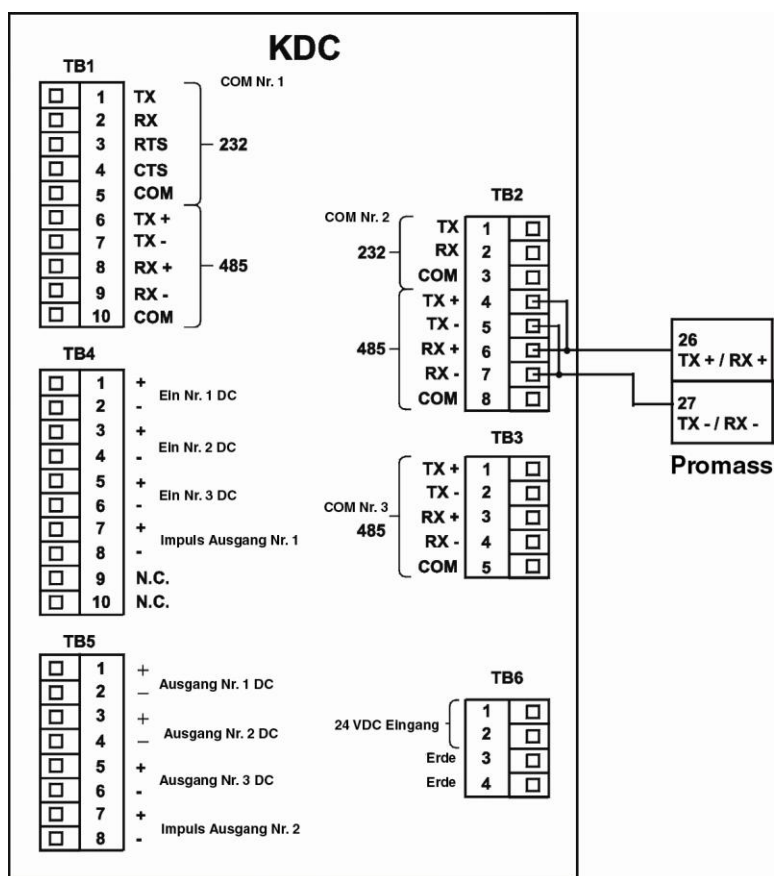 KDC
TB1
COM Nr. 1
1 TX
2 RX
3 RTS
232
4 CTS
5 COM
6 TX +
7 TX -
485
8 RX +
9 RX -
10 COM
TB4
1 +
Ein Nr. 1 DC
2 -
3 +
Ein Nr. 2 DC
4 -
5 +
Ein Nr. 3 DC
6 -
7 +
Impuls Ausgang Nr. 1
8 -
9 N.C.
10 N.C.
TB5
1 +
Ausgang Nr. 1 DC
2 –
3 +
Ausgang Nr. 2 DC
4 –
5 +
Ausgang Nr. 3 DC
6 -
7 +
Impuls Ausgang Nr. 2
8 -
TB2
COM Nr. 2
TX 1
232
RX 2
COM 3
TX + 4
TX - 5
485
RX + 6
RX - 7
COM 8
TB3
TX + 1
TX - 2
COM Nr. 3
485
RX + 3
RX - 4
COM 5
TB6
1
24 VDC Eingang
2
Erde 3
Erde 4
26
TX + / RX +
27
TX - / RX -
Promass